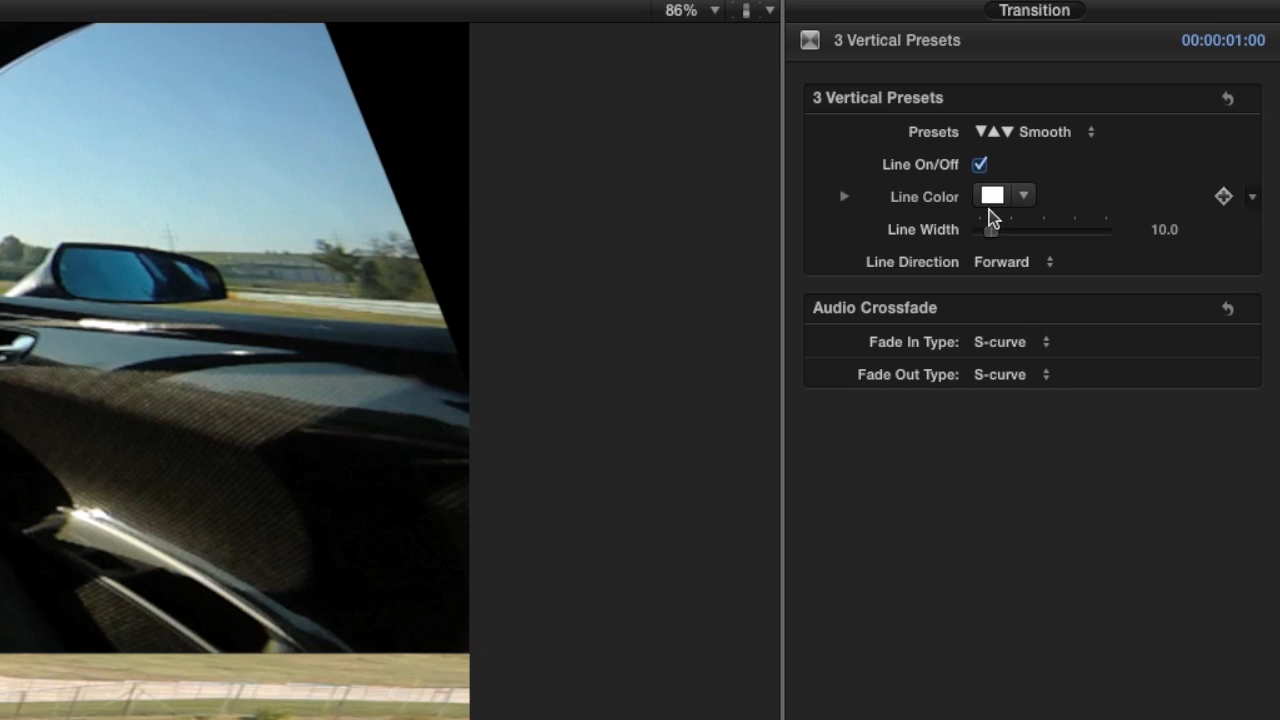 86%
Transition
3 Vertical Presets 00:00:01:00
3 Vertical Presets
Presets ▼▲▼ Smooth
Line On/Off
Line Color
Line Width 10.0
Line Direction Forward
Audio Crossfade
Fade In Type: S-curve
Fade Out Type: S-curve